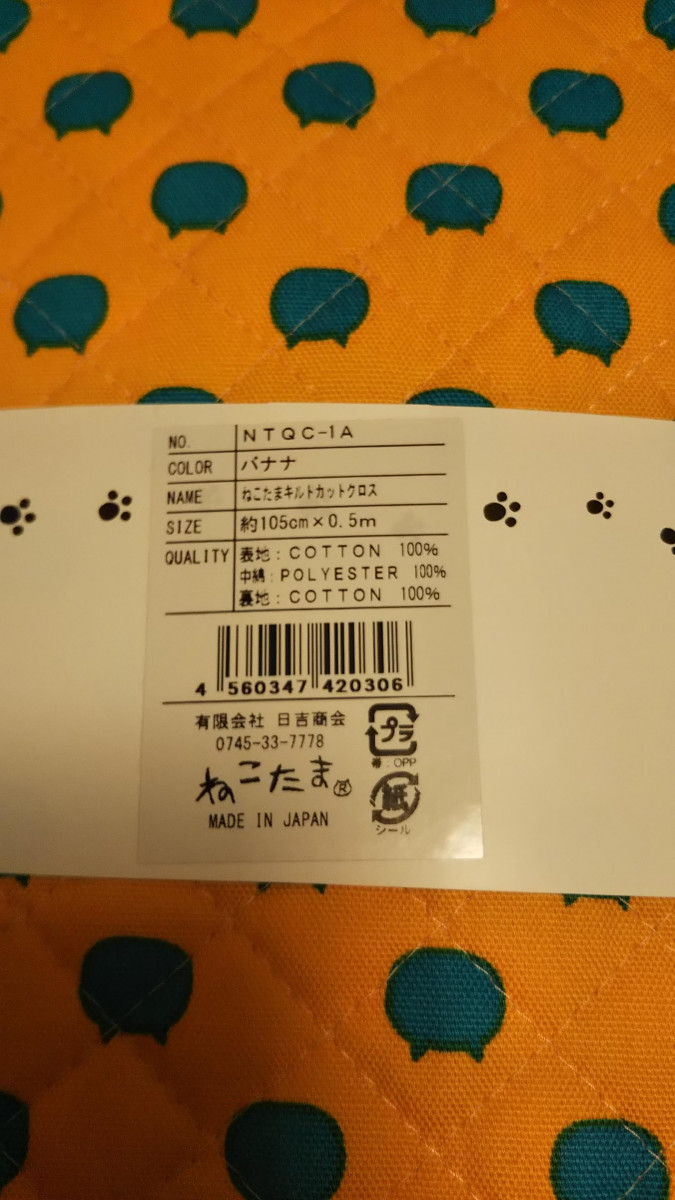 NO. NTQC-1A
COLOR バナナ
NAME ねこたまキルトカットクロス
SIZE 約105cm×0.5m
QUALITY 表地:COTTON 100%
中綿:POLYESTER 100%
裏地:COTTON 100%
4 560347 420306
有限会社 日吉商会
0745-33-7778
プラ
帯:OPP
ねこたま®
紙
シール
MADE IN JAPAN